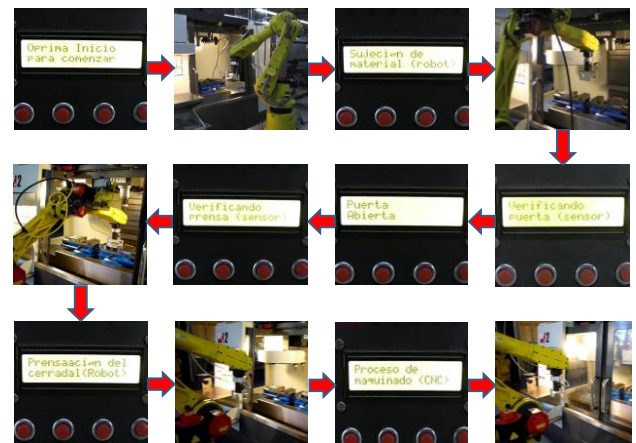 Oprima Inicio
para comenzar
Sujeci¤n de
material (robot)
Verificando
puerta (sensor)
Puerta
Abierta
Verificando
prensa (sensor)
Prensaaci¤n del
cerradal(Robot)
Proceso de
maquinado (CNC)